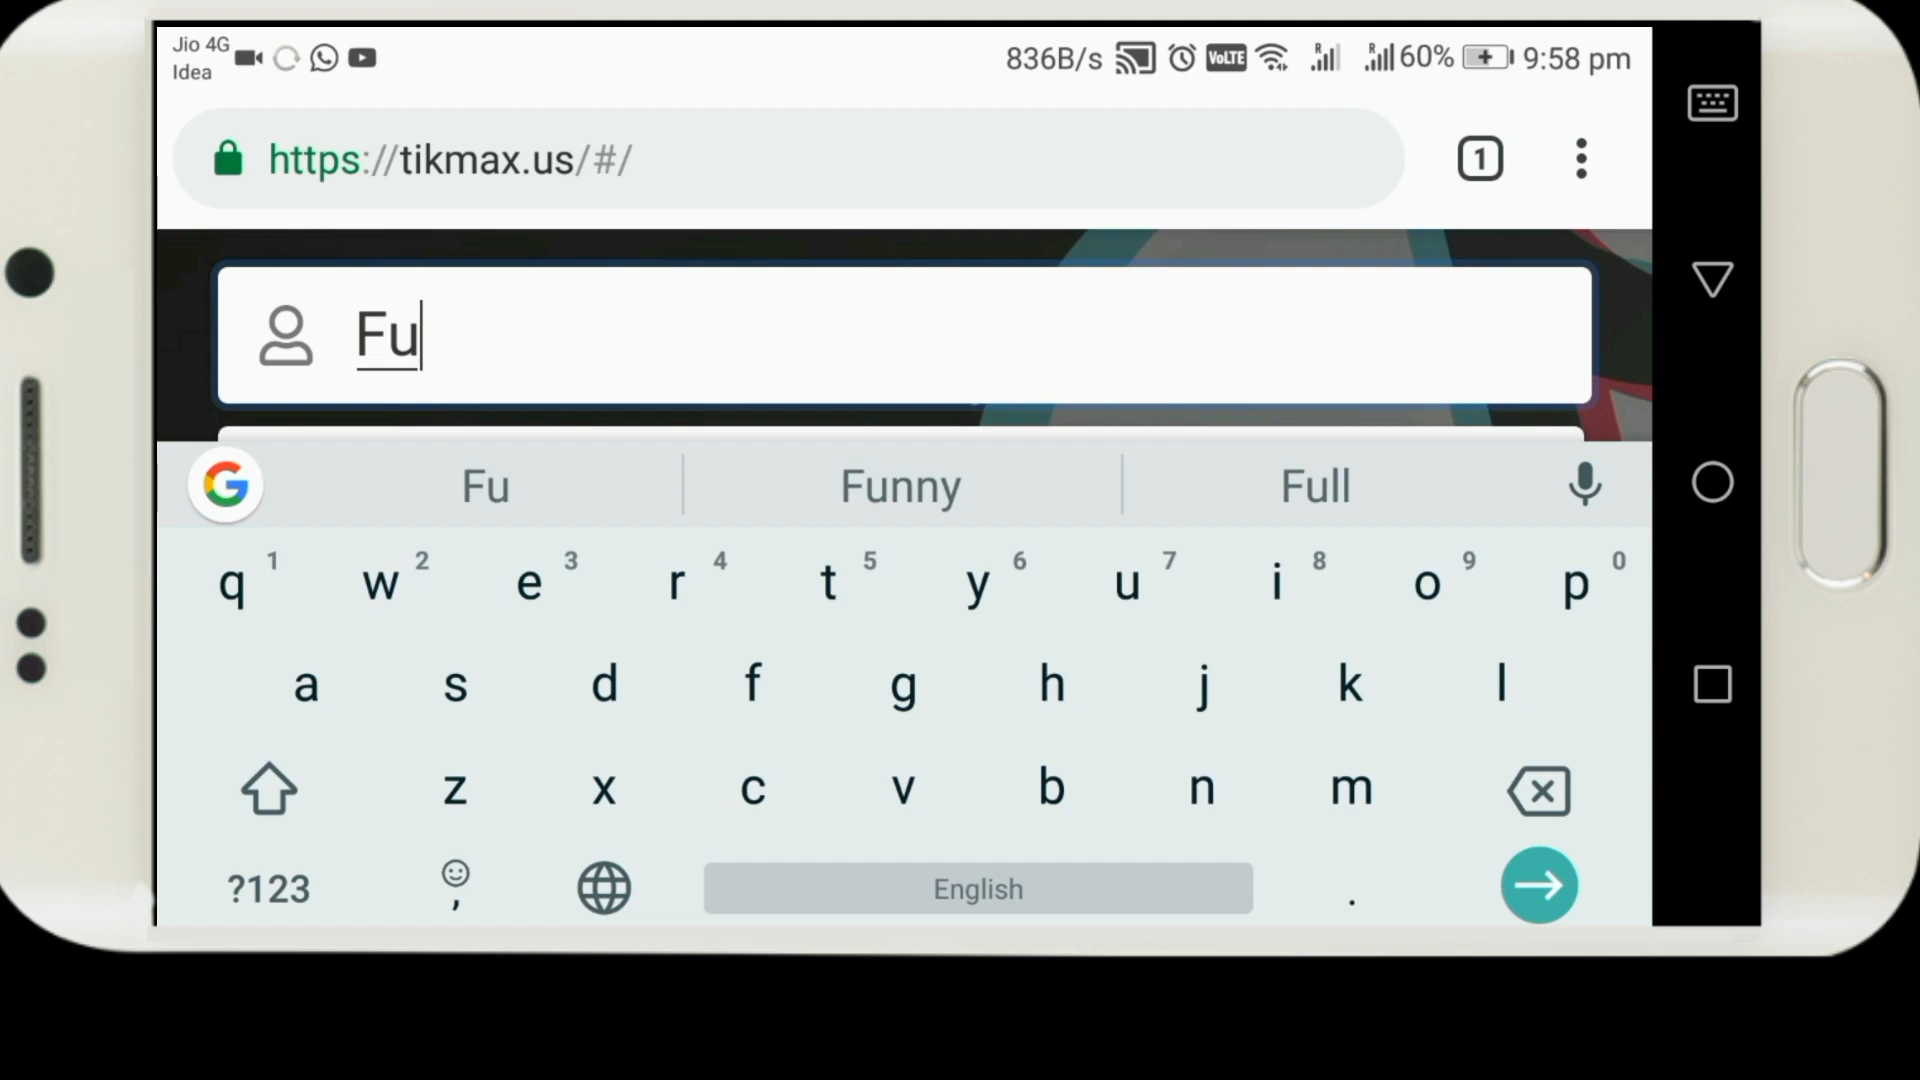 Jio 4G
Idea
836B/s VoLTE R R 60% 9:58 pm
https://tikmax.us/#/
1
Fu
G Fu Funny Full
q 1 w 2 e 3 r 4 t 5 y 6 u 7 i 8 o 9 p 0
a s d f g h j k l
z x c v b n m
?123 , English .